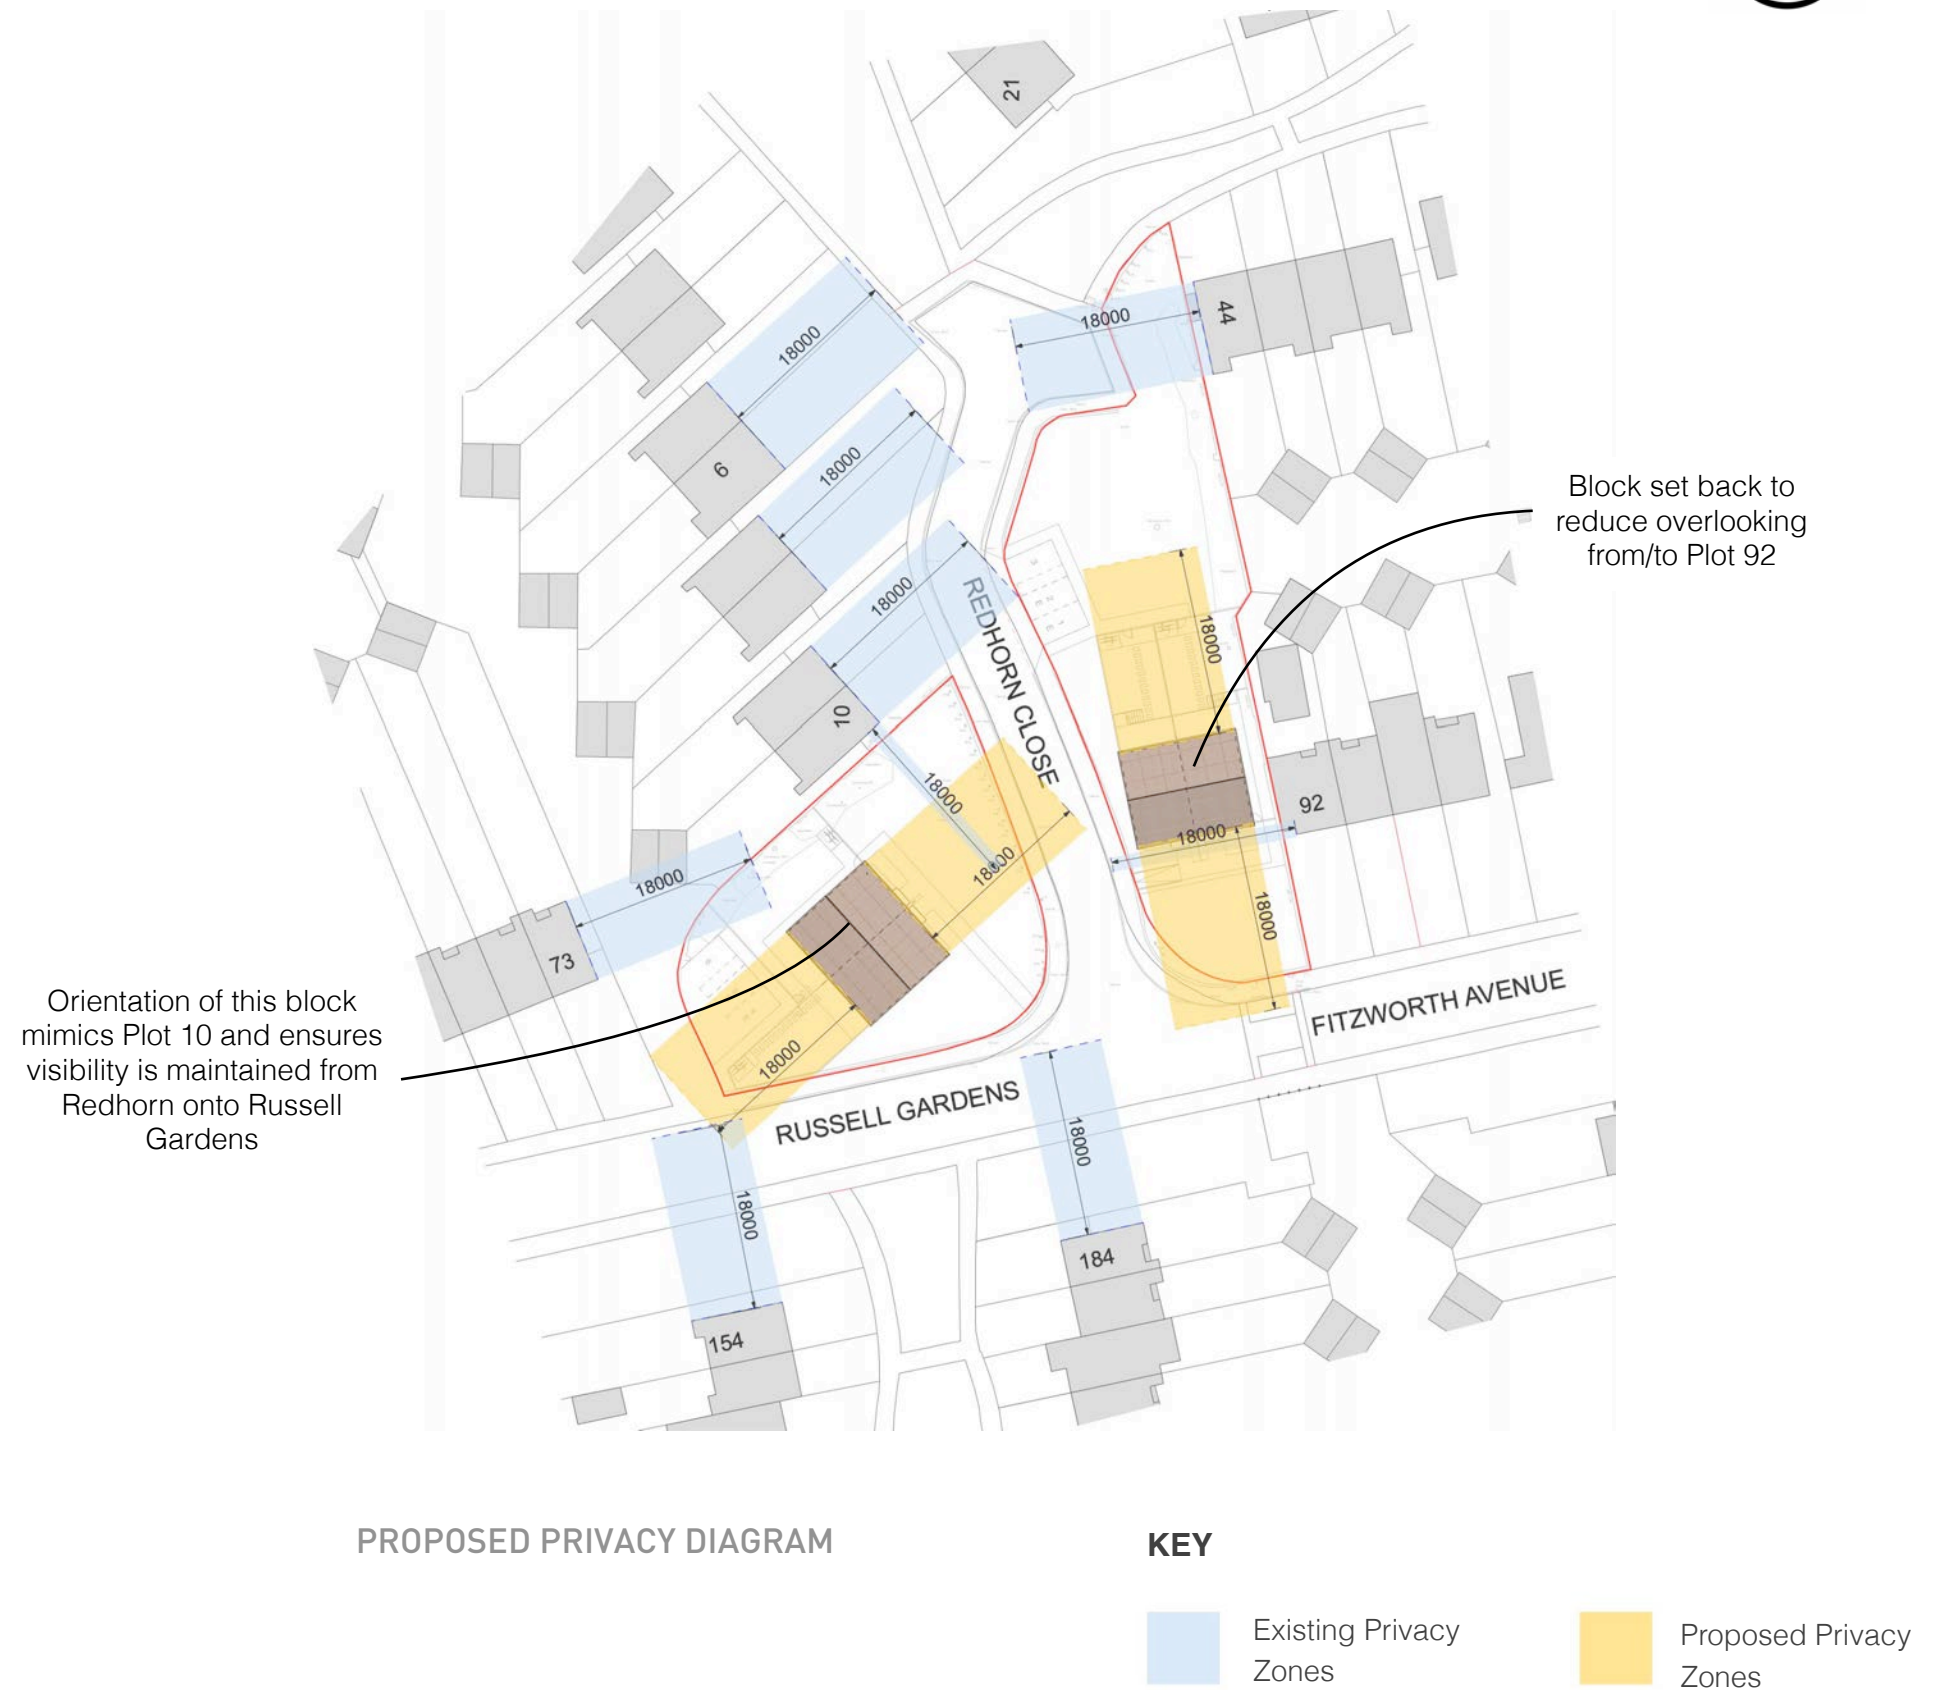 21
44
18000
18000
6
18000
18000
Block set back to
reduce overlooking
from/to Plot 92
REDHORN CLOSE
18000
10
18000
18000
92
18000
18000
18000
73
18000
Orientation of this block
mimics Plot 10 and ensures
visibility is maintained from
Redhorn onto Russell
Gardens
18000
FITZWORTH AVENUE
RUSSELL GARDENS
18000
18000
184
154
PROPOSED PRIVACY DIAGRAM
KEY
Existing Privacy
Zones
Proposed Privacy
Zones